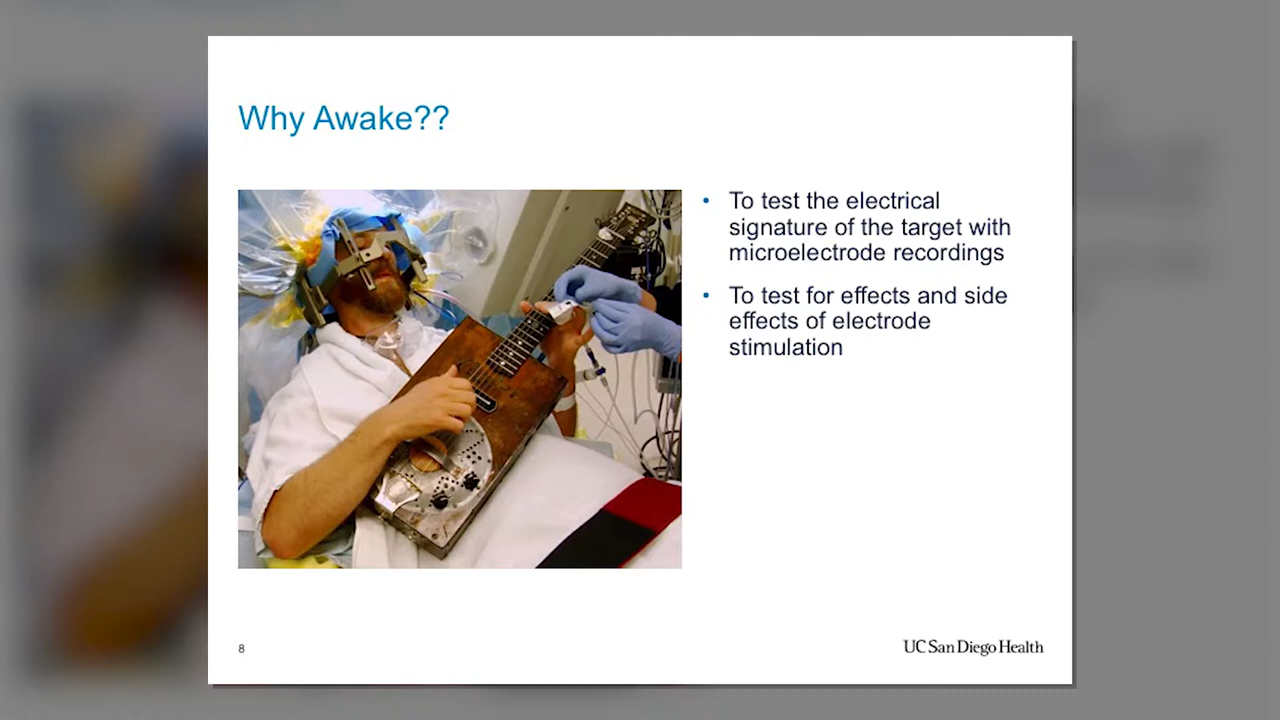 Why Awake??
• To test the electrical
signature of the target with
microelectrode recordings
• To test for effects and side
effects of electrode
stimulation
8
UC San Diego Health